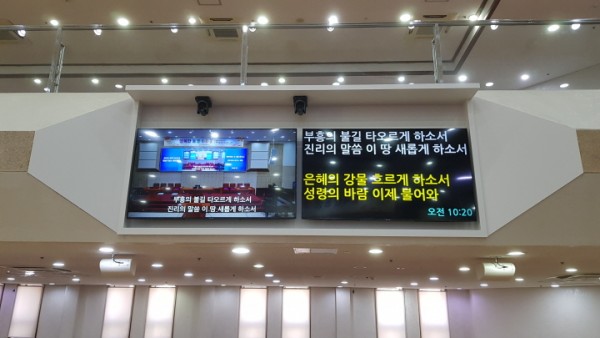 부흥의 불길 타오르게 하소서
진리의 말씀 이 땅 새롭게 하소서
부흥의 불길 타오르게 하소서
진리의 말씀 이 땅 새롭게 하소서
은혜의 강물 흐르게 하소서
성령의 바람 이제 불어와
오전 10:20